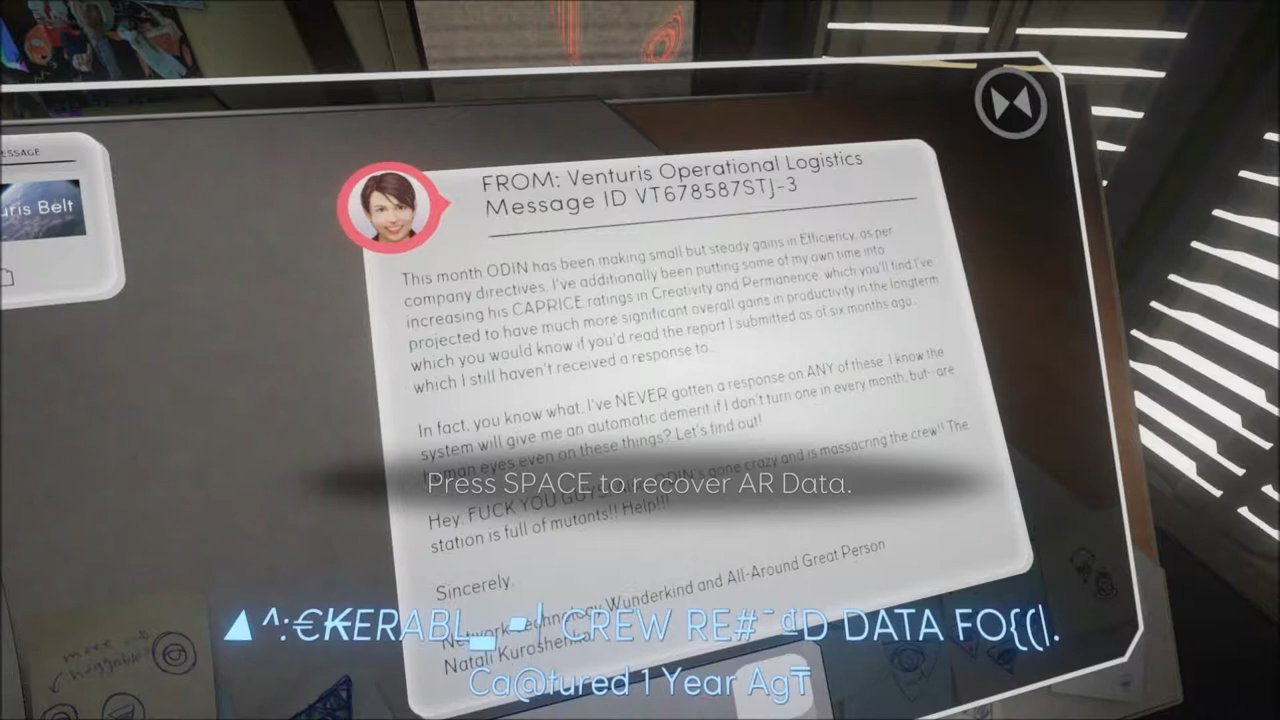 ESSAGE
uris Belt
FROM: Venturis Operational Logistics
Message ID VT678587STJ-3
This month ODIN has been making small but steady gains in Efficiency, as per
company directives. I've additionally been putting some of my own time into
increasing his CAPRICE ratings in Creativity and Permanence, which you'll find I've
projected to have much more significant overall gains in productivity in the longterm
which you would know if you'd read the report I submitted as of six months ago...
which I still haven't received a response to...
In fact, you know what, I've NEVER gotten a response on ANY of these. I know the
system will give me an automatic demerit if I don't turn one in every month, but--are
human eyes even on these things? Let's find out!
Press SPACE to recover AR Data.
Hey, FUCK YOU GUYS! ODIN's gone crazy and is massacring the crew!! The
station is full of mutants!! Help!!!
Sincerely,
Network Technology Wunderkind and All-Around Great Person
Natali Kuroshenko
▲^:€₭ERABL CREW RE#¯₫D DATA FO{(|.
Ca@tured 1 Year Ag₸
more